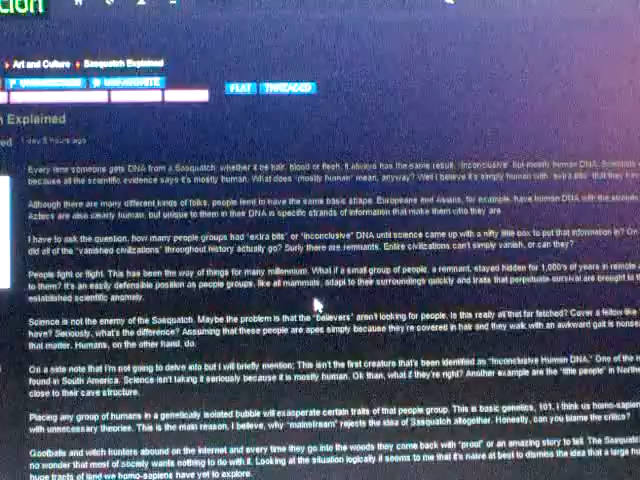 Art and Culture Sasquatch Explained
FLAT THREADED
Explained
1 day 5 hours ago
Every time someone gets DNA from a Sasquatch, whether it be hair, blood or flesh, it always has the same result, "Inconclusive" but mostly human DNA.
because all the scientific evidence says it's mostly human. What does "mostly human" mean, anyway? Well I believe it's simply human with "extra bits" that they
Although there are many different kinds of folks, people tend to have the same basic shape. Europeans and Asians, for example, have human DNA with the
Aztecs are also clearly human, but unique to them in their DNA is specific strands of information that make them who they are.
I have to ask the question, how many people groups had "extra bits" or "Inconclusive" DNA until science came up with a nifty little box to put that information in? On
did all of the "vanished civilizations" throughout history actually go? Surly there are remnants. Entire civilizations can't simply vanish, or can they?
People fight or flight. This has been the way of things for many millennium. What if a small group of people, a remnant, stayed hidden for 1,000's of years in remote
to them? It's an easily defensible position as people groups, like all mammals, adapt to their surroundings quickly and traits that perpetuate survival are brought to
established scientific anomaly.
Science is not the enemy of the Sasquatch. Maybe the problem is that the "believers" aren't looking for people. Is this really all that far fetched? Cover a fellow like
have? Seriously, what's the difference? Assuming that these people are apes simply because they're covered in hair and they walk with an awkward gait is
that matter. Humans, on the other hand, do.
On a side note that I'm not going to delve into but I will briefly mention; This isn't the first creature that's been identified as "Inconclusive Human DNA." One of the
found in South America. Science isn't taking it seriously because it is mostly human. Ok than, what if they're right? Another example are the "little people" in North
close to their cave structure.
Placing any group of humans in a genetically isolated bubble will exasperate certain traits of that people group. This is basic genetics, 101. I think us homo-sapien
with unnecessary theories. This is the main reason, I believe, why "mainstream" rejects the idea of Sasquatch altogether. Honestly, can you blame the critics?
Goofballs and witch hunters abound on the internet and every time they go into the woods they came back with "proof" or an amazing story to tell. The
no wonder that most of society wants nothing to do with it. Looking at the situation logically it seems to me that it's naive at best to dismiss the idea that a large
huge tracts of land we homo-sapiens have yet to explore.